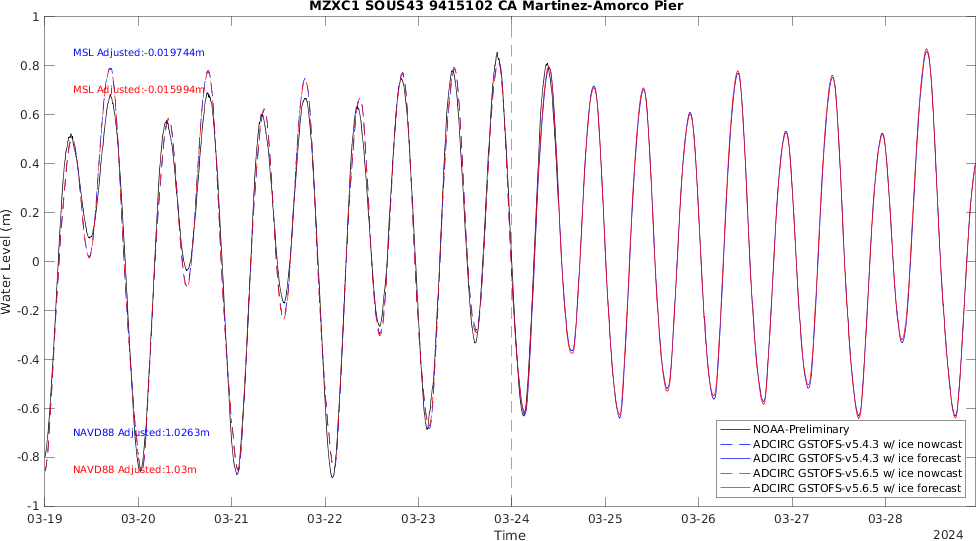 MZXC1 SOUS43 9415102 CA Martinez-Amorco Pier
1
0.8
0.6
0.4
0.2
0
-0.2
-0.4
-0.6
-0.8
-1
Water Level (m)
MSL Adjusted:-0.019744m
MSL Adjusted:-0.015994m
NAVD88 Adjusted:1.0263m
NAVD88 Adjusted:1.03m
NOAA-Preliminary
ADCIRC GSTOFS-v5.4.3 w/ ice nowcast
ADCIRC GSTOFS-v5.4.3 w/ ice forecast
ADCIRC GSTOFS-v5.6.5 w/ ice nowcast
ADCIRC GSTOFS-v5.6.5 w/ ice forecast
03-19 03-20 03-21 03-22 03-23 03-24 03-25 03-26 03-27 03-28
Time
2024